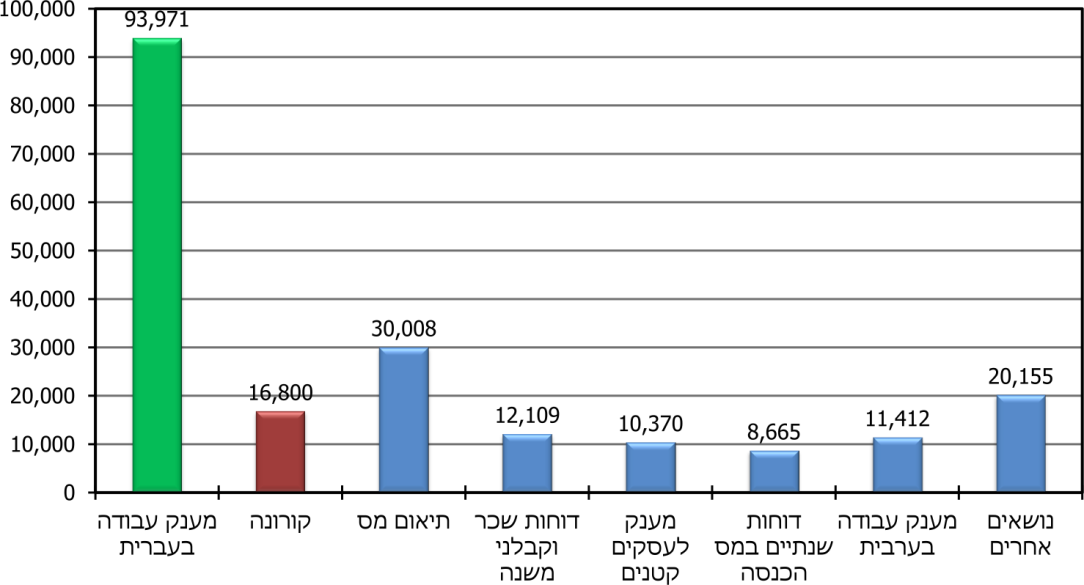 100,000
90,000
80,000
70,000
60,000
50,000
40,000
30,000
20,000
10,000
0
93,971
16,800
30,008
12,109
10,370
8,665
11,412
20,155
מענק עבודה
בעברית
קורונה
תיאום מס
דוחות שכר
וקבלני
משנה
מענק
לעסקים
קטנים
דוחות
שנתיים במס
הכנסה
מענק עבודה
בערבית
נושאים
אחרים